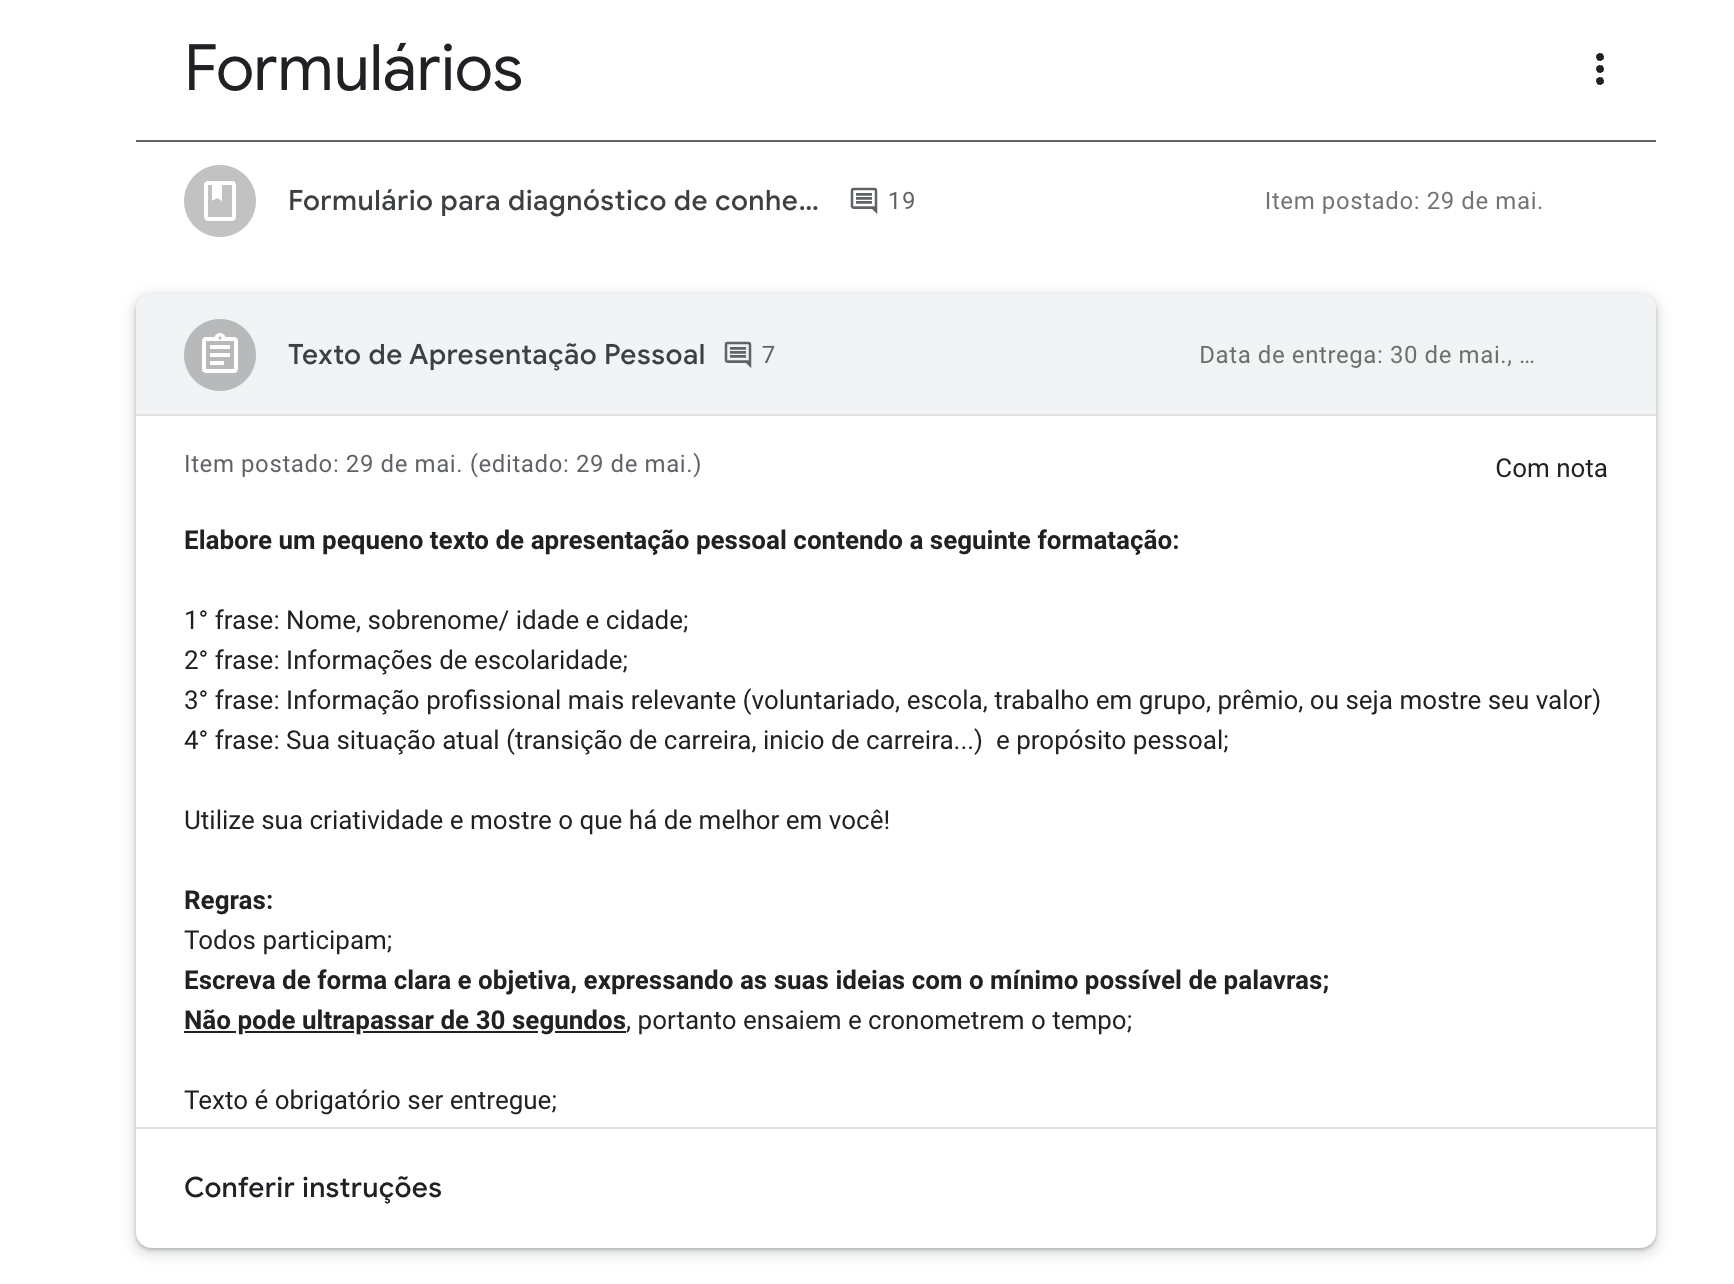 Formulários
Formulário para diagnóstico de conhe... 19 Item postado: 29 de mai.
Texto de Apresentação Pessoal 7 Data de entrega: 30 de mai., ...
Item postado: 29 de mai. (editado: 29 de mai.) Com nota
Elabore um pequeno texto de apresentação pessoal contendo a seguinte formatação:
1° frase: Nome, sobrenome/ idade e cidade;
2° frase: Informações de escolaridade;
3° frase: Informação profissional mais relevante (voluntariado, escola, trabalho em grupo, prêmio, ou seja mostre seu valor)
4° frase: Sua situação atual (transição de carreira, inicio de carreira...)  e propósito pessoal;
Utilize sua criatividade e mostre o que há de melhor em você!
Regras:
Todos participam;
Escreva de forma clara e objetiva, expressando as suas ideias com o mínimo possível de palavras;
Não pode ultrapassar de 30 segundos, portanto ensaiem e cronometrem o tempo;
Texto é obrigatório ser entregue;
Conferir instruções